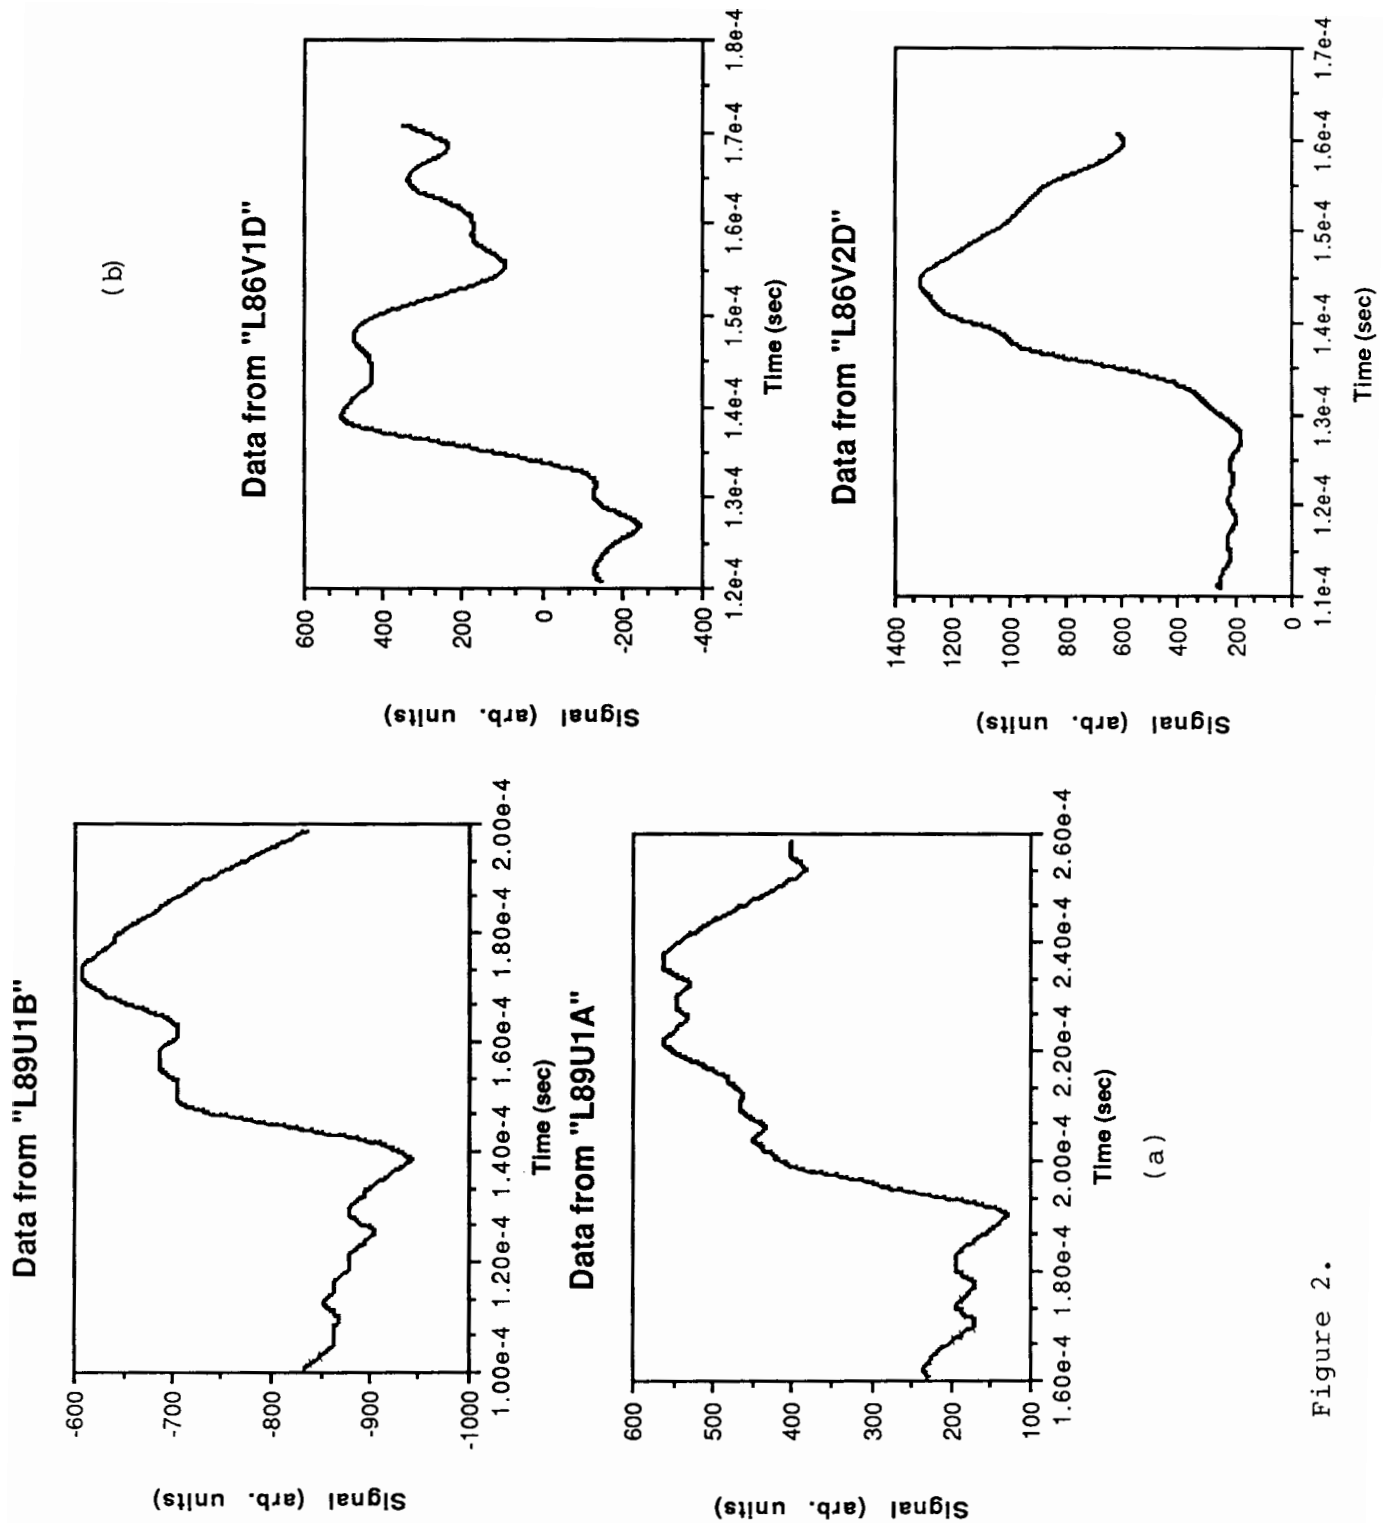 Data from "L89U1B"
Signal (arb. units)
-600
-700
-800
-900
-1000
1.00e-4 1.20e-4 1.40e-4 1.60e-4 1.80e-4 2.00e-4
Time (sec)
Data from "L89U1A"
Signal (arb. units)
600
500
400
300
200
100
1.60e-4 1.80e-4 2.00e-4 2.20e-4 2.40e-4 2.60e-4
Time (sec)
(a)
(b)
Data from "L86V1D"
Signal (arb. units)
600
400
200
0
-200
-400
1.2e-4 1.3e-4 1.4e-4 1.5e-4 1.6e-4 1.7e-4 1.8e-4
Time (sec)
Data from "L86V2D"
Signal (arb. units)
1400
1200
1000
800
600
400
200
0
1.1e-4 1.2e-4 1.3e-4 1.4e-4 1.5e-4 1.6e-4 1.7e-4
Time (sec)
Figure 2.